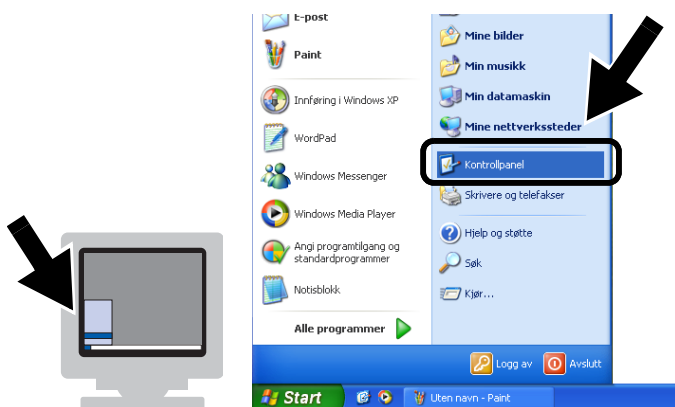 E-post
Paint
Innføring i Windows XP
WordPad
Windows Messenger
Windows Media Player
Angi programtilgang og
standardprogrammer
Notisblokk
Alle programmer
Mine bilder
Min musikk
Min datamaskin
Mine nettverkssteder
Kontrollpanel
Skrivere og telefakser
Hjelp og støtte
Søk
Kjør...
Logg av
Avslutt
Start
Uten navn - Paint